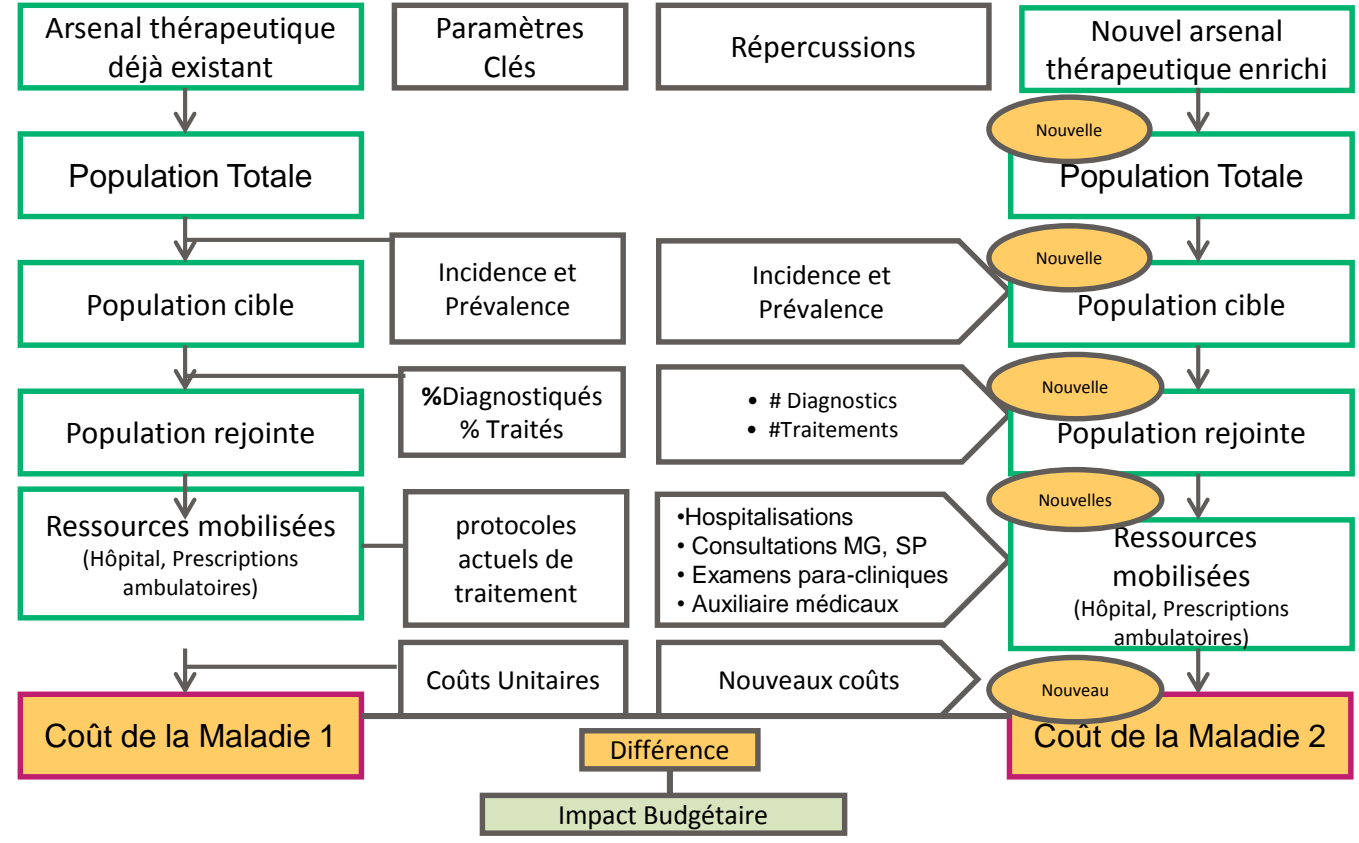 Arsenal thérapeutique
déjà existant
Paramètres
Clés
Répercussions
Nouvel arsenal
thérapeutique enrichi
Nouvelle
Population Totale
Population Totale
Nouvelle
Incidence et
Prévalence
Incidence et
Prévalence
Population cible
Population cible
Nouvelle
%Diagnostiqués
% Traités
• # Diagnostics
• #Traitements
Population rejointe
Population rejointe
Nouvelles
Ressources mobilisées
(Hôpital, Prescriptions
ambulatoires)
protocoles
actuels de
traitement
•Hospitalisations
• Consultations MG, SP
• Examens para-cliniques
• Auxiliaire médicaux
Ressources
mobilisées
(Hôpital, Prescriptions
ambulatoires)
Coûts Unitaires
Nouveaux coûts
Nouveau
Coût de la Maladie 1
Coût de la Maladie 2
Différence
Impact Budgétaire